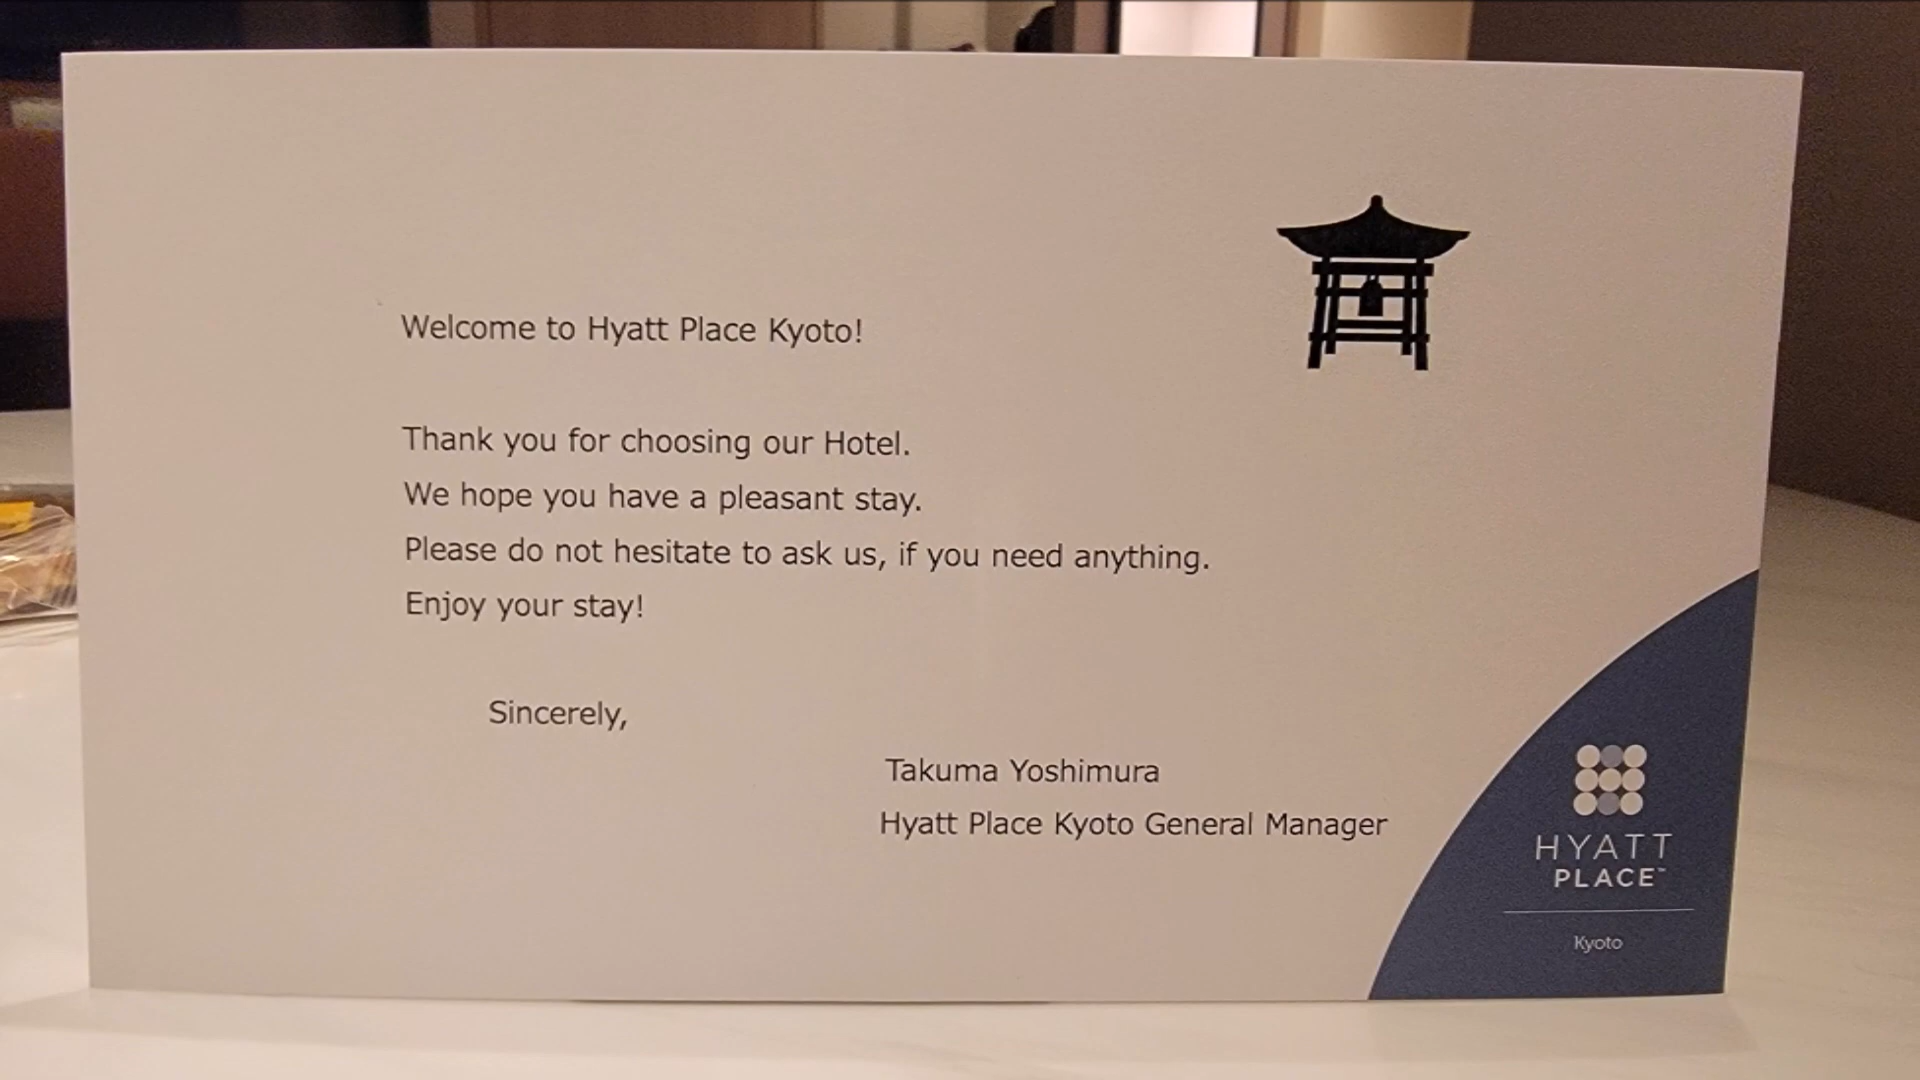 Welcome to Hyatt Place Kyoto!
Thank you for choosing our Hotel.
We hope you have a pleasant stay.
Please do not hesitate to ask us, if you need anything.
Enjoy your stay!
Sincerely,
Takuma Yoshimura
Hyatt Place Kyoto General Manager
HYATT
PLACE™
Kyoto